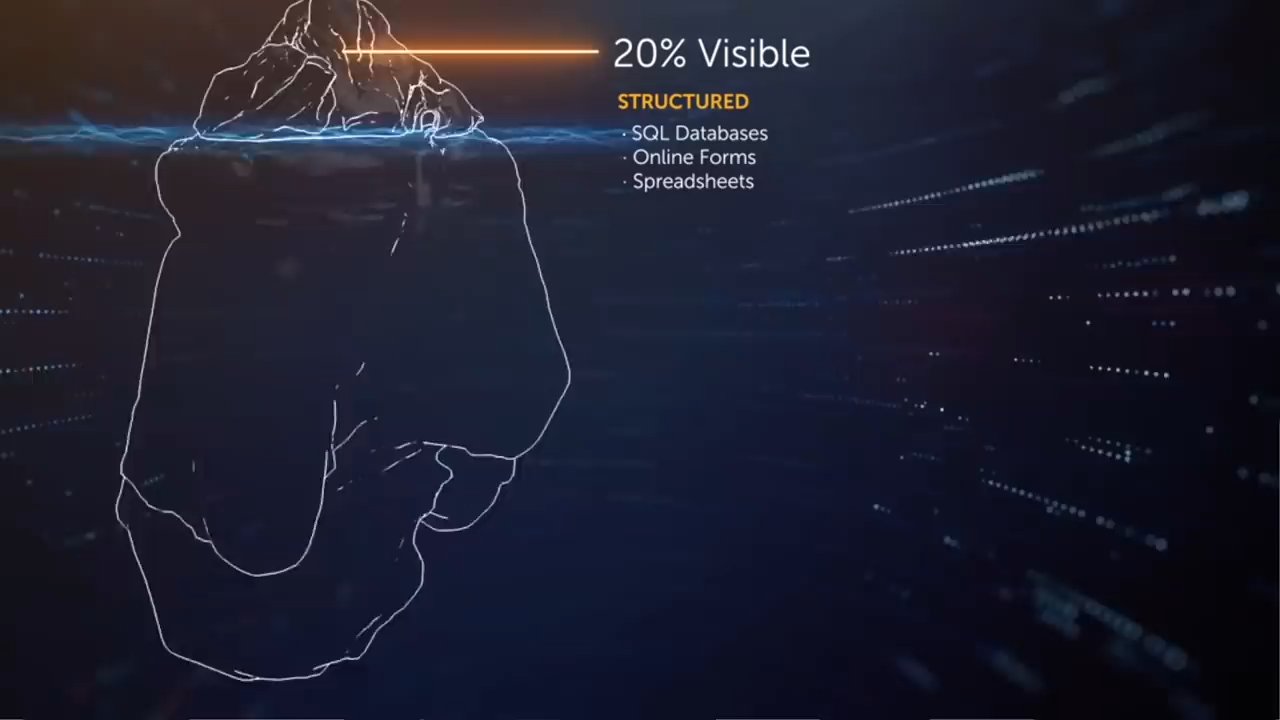 20% Visible
STRUCTURED
· SQL Databases
· Online Forms
· Spreadsheets